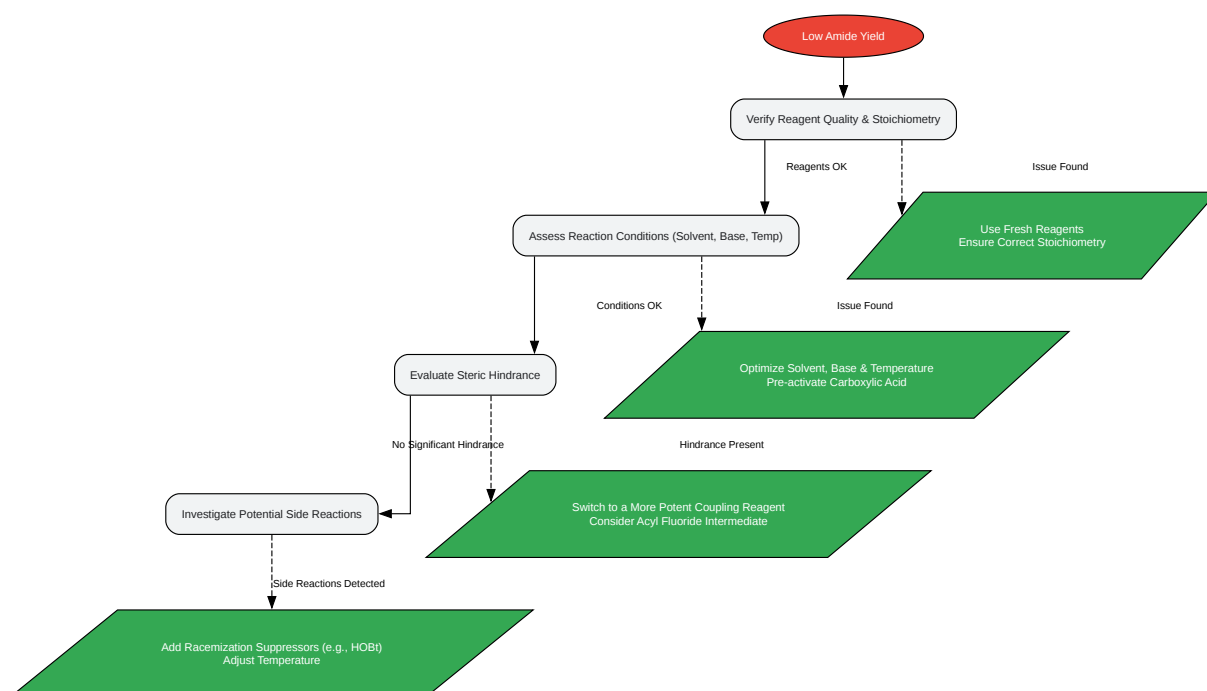 Low Amide Yield
Verify Reagent Quality & Stoichiometry
Reagents OK
Issue Found
Use Fresh Reagents
Ensure Correct Stoichiometry
Assess Reaction Conditions (Solvent, Base, Temp)
Conditions OK
Issue Found
Optimize Solvent, Base & Temperature
Pre-activate Carboxylic Acid
Evaluate Steric Hindrance
No Significant Hindrance
Hindrance Present
Switch to a More Potent Coupling Reagent
Consider Acyl Fluoride Intermediate
Investigate Potential Side Reactions
Side Reactions Detected
Add Racemization Suppressors (e.g., HOBt)
Adjust Temperature